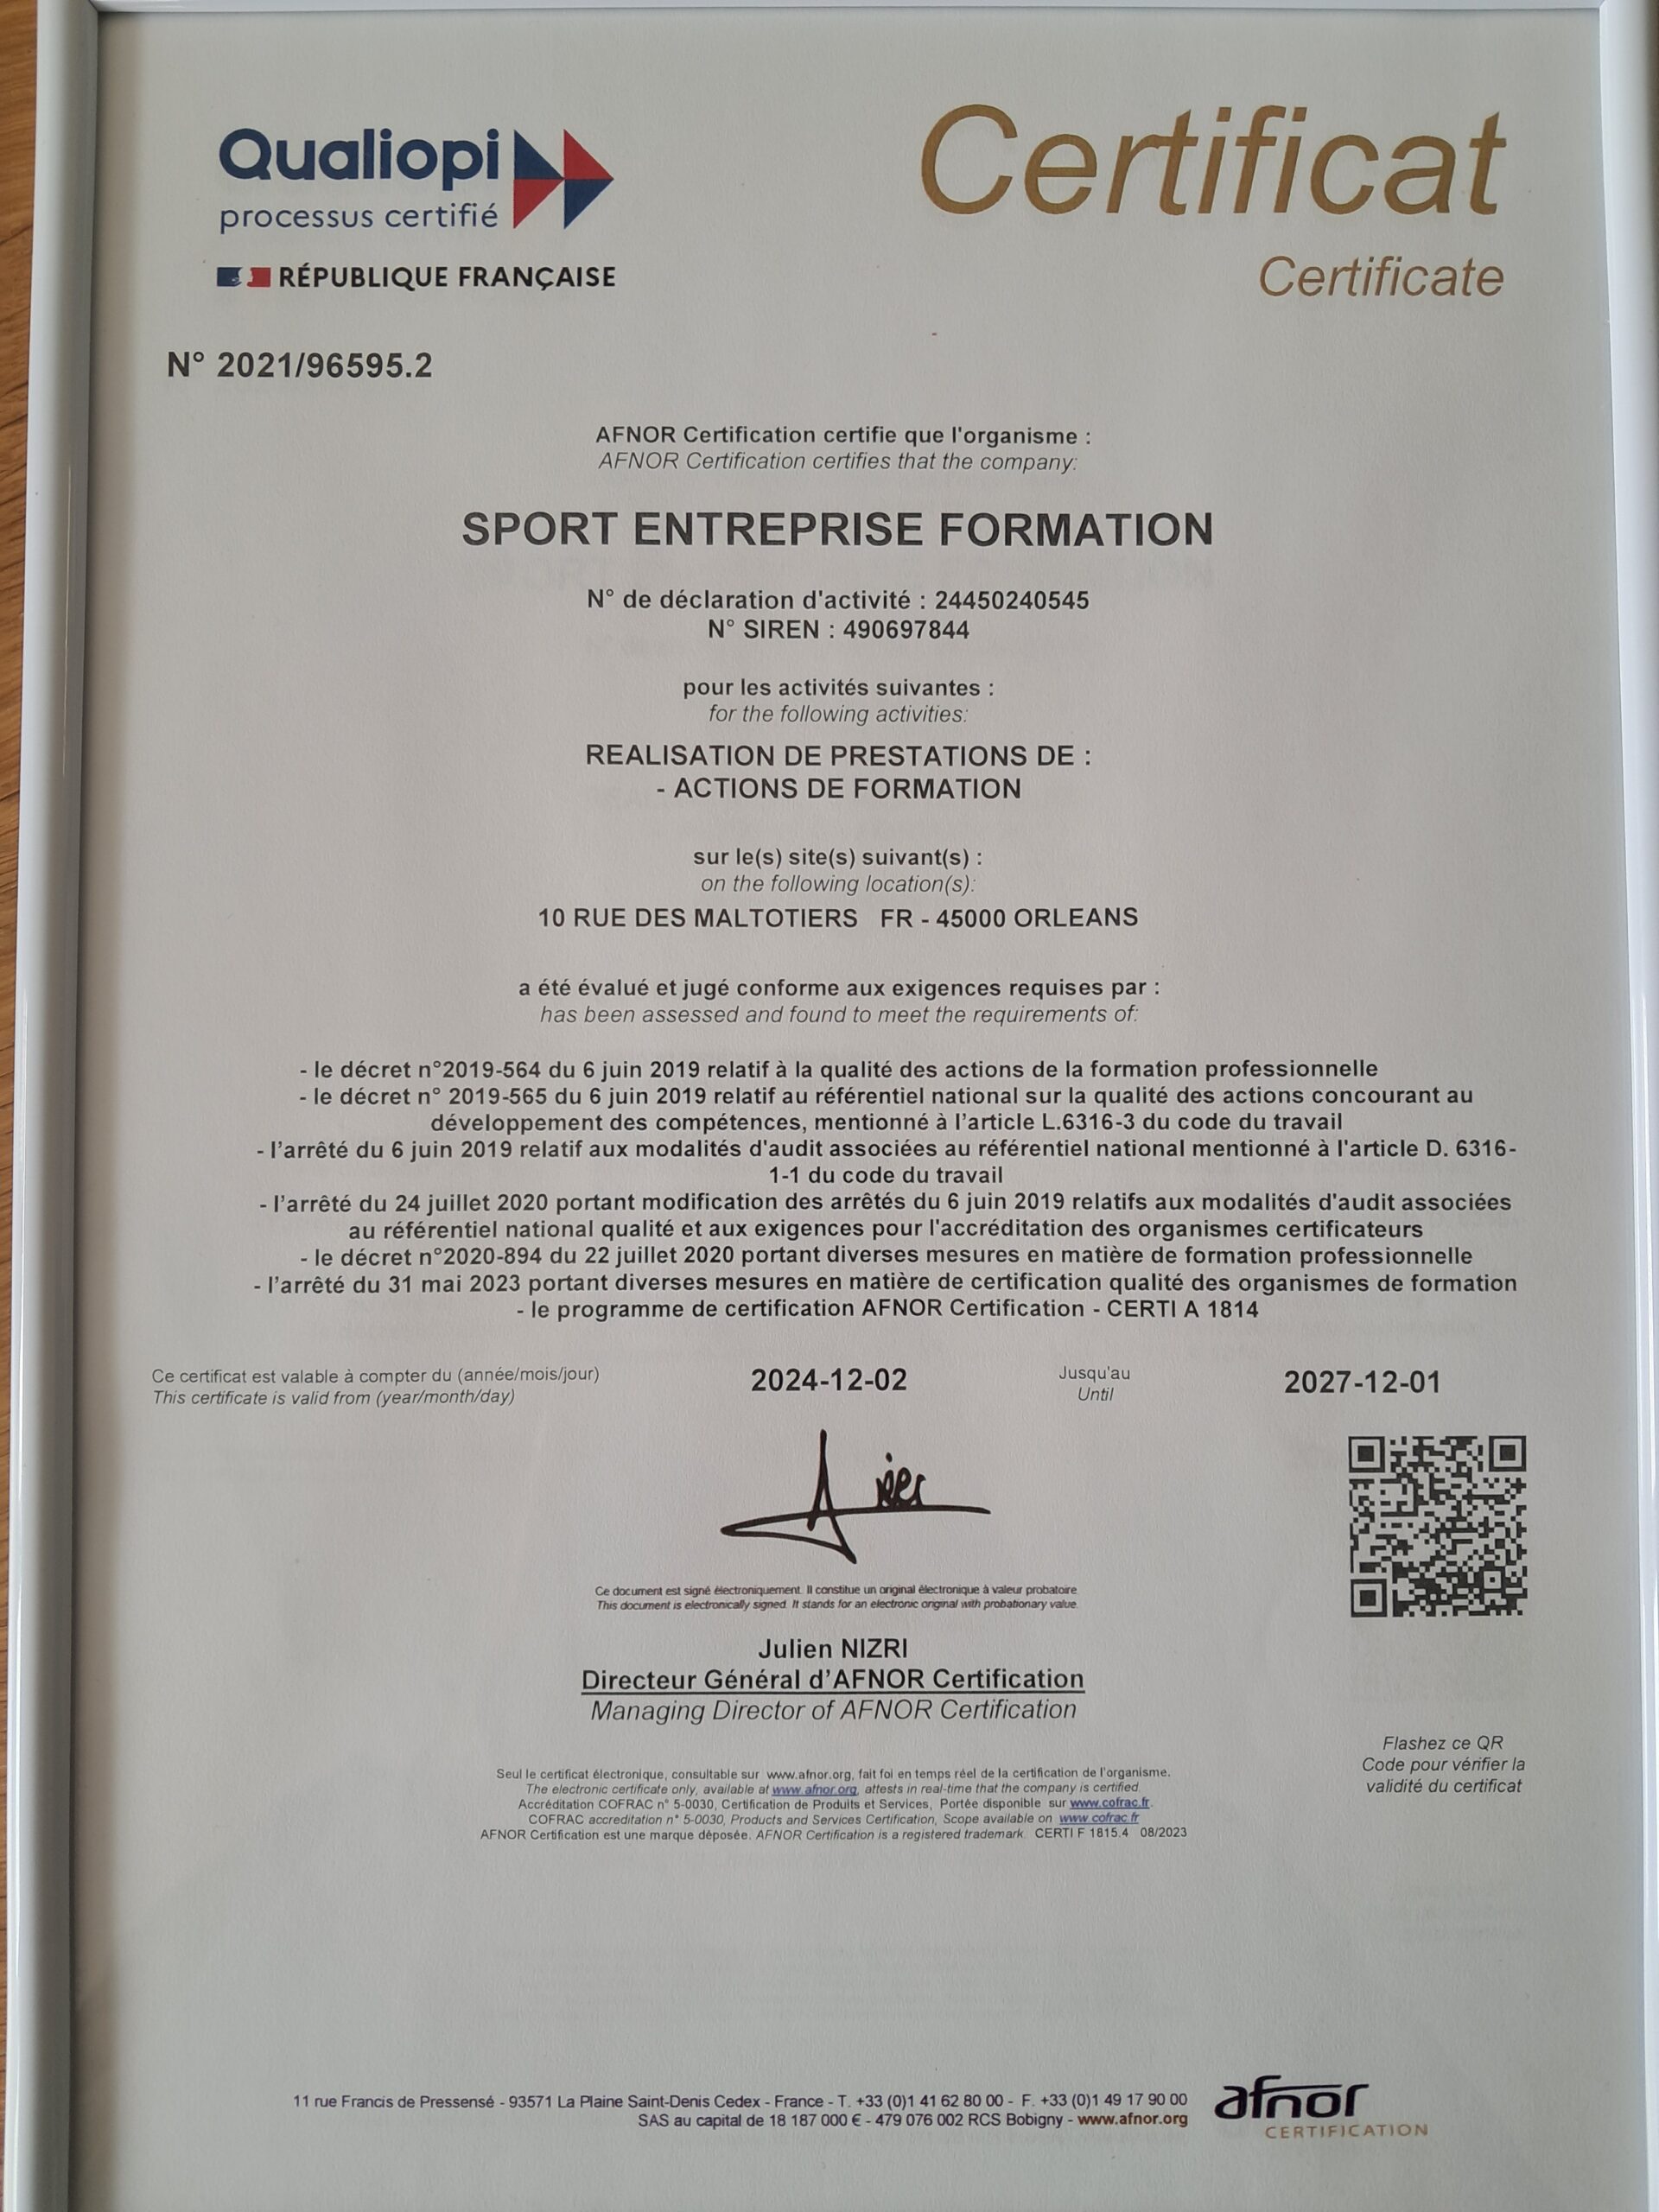 Qualiopi
processus certifié
RÉPUBLIQUE FRANÇAISE
Certificat
Certificate
N° 2021/96595.2
AFNOR Certification certifie que l'organisme :
AFNOR Certification certifies that the company:
SPORT ENTREPRISE FORMATION
N° de déclaration d'activité : 24450240545
N° SIREN : 490697844
pour les activités suivantes :
for the following activities:
REALISATION DE PRESTATIONS DE :
- ACTIONS DE FORMATION
sur le(s) site(s) suivant(s) :
on the following location(s):
10 RUE DES MALTOTIERS FR - 45000 ORLEANS
a été évalué et jugé conforme aux exigences requises par :
has been assessed and found to meet the requirements of:
- le décret n°2019-564 du 6 juin 2019 relatif à la qualité des actions de la formation professionnelle
- le décret n° 2019-565 du 6 juin 2019 relatif au référentiel national sur la qualité des actions concourant au
développement des compétences, mentionné à l’article L.6316-3 du code du travail
- l’arrêté du 6 juin 2019 relatif aux modalités d'audit associées au référentiel national mentionné à l'article D. 6316-
1-1 du code du travail
- l’arrêté du 24 juillet 2020 portant modification des arrêtés du 6 juin 2019 relatifs aux modalités d'audit associées
au référentiel national qualité et aux exigences pour l'accréditation des organismes certificateurs
- le décret n°2020-894 du 22 juillet 2020 portant diverses mesures en matière de formation professionnelle
- l’arrêté du 31 mai 2023 portant diverses mesures en matière de certification qualité des organismes de formation
- le programme de certification AFNOR Certification - CERTI A 1814
Ce certificat est valable à compter du (année/mois/jour)
This certificate is valid from (year/month/day)
2024-12-02
Jusqu'au
Until
2027-12-01
Ce document est signé électroniquement. Il constitue un original électronique à valeur probatoire.
This document is electronically signed. It stands for an electronic original with probationary value.
Julien NIZRI
Directeur Général d’AFNOR Certification
Managing Director of AFNOR Certification
Flashez ce QR
Code pour vérifier la
validité du certificat
Seul le certificat électronique, consultable sur www.afnor.org, fait foi en temps réel de la certification de l'organisme.
The electronic certificate only, available at www.afnor.org, attests in real-time that the company is certified.
Accréditation COFRAC n° 5-0030, Certification de Produits et Services, Portée disponible sur www.cofrac.fr.
COFRAC accreditation n° 5-0030, Products and Services Certification, Scope available on www.cofrac.fr
AFNOR Certification est une marque déposée. AFNOR Certification is a registered trademark. CERTI F 1815.4 08/2023
11 rue Francis de Pressensé - 93571 La Plaine Saint-Denis Cedex - France - T. +33 (0)1 41 62 80 00 - F. +33 (0)1 49 17 90 00
SAS au capital de 18 187 000 € - 479 076 002 RCS Bobigny - www.afnor.org
afnor
CERTIFICATION